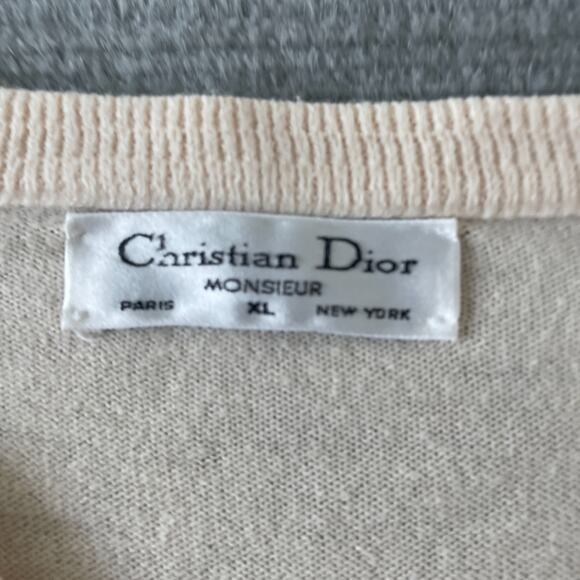 Christian Dior
MONSIEUR
PARIS XL NEW YORK